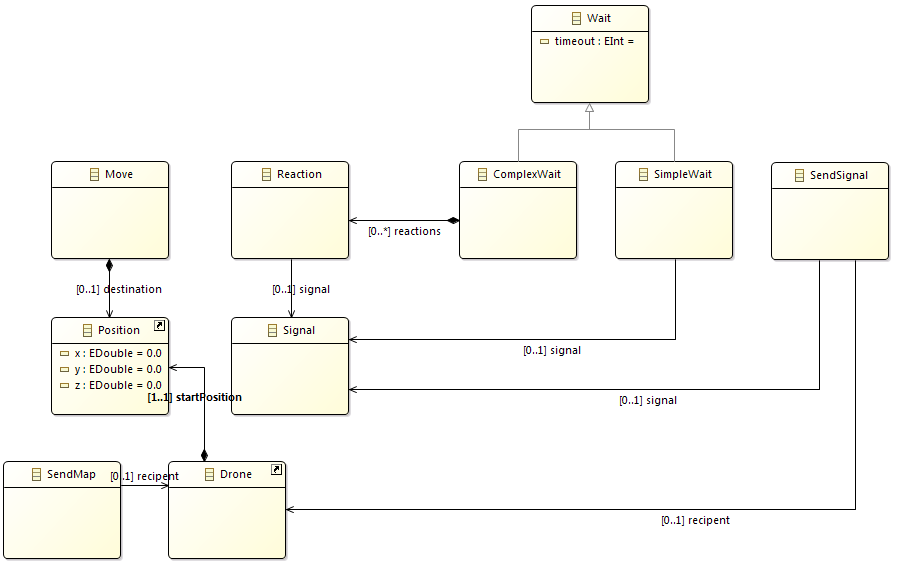 Wait
timeout : EInt =
Move
Reaction
ComplexWait
SimpleWait
SendSignal
[0..*] reactions
[0..1] destination
[0..1] signal
Position
x : EDouble = 0.0
y : EDouble = 0.0
z : EDouble = 0.0
Signal
[0..1] signal
[1..1] startPosition
[0..1] signal
SendMap
[0..1] recipent
Drone
[0..1] recipent